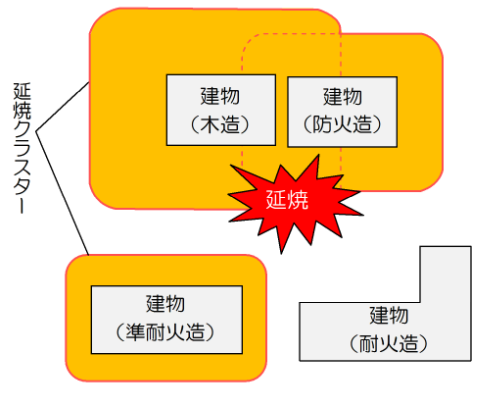 延焼クラスター
建物
（木造）
建物
（防火造）
延焼
建物
（準耐火造）
建物
（耐火造）